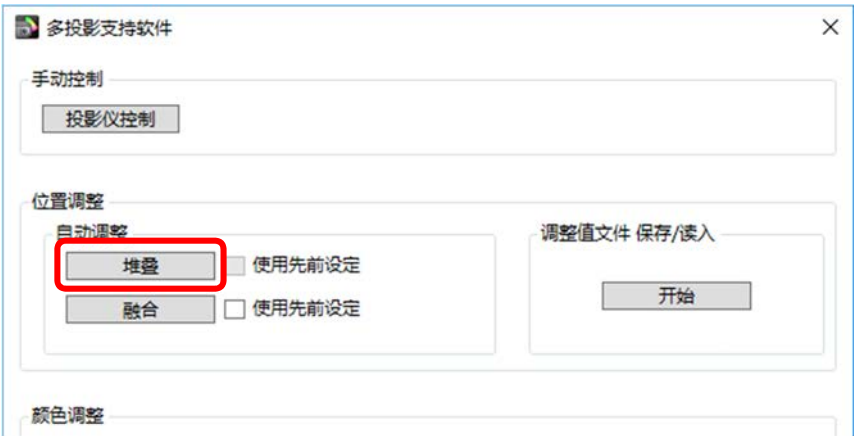 多投影支持软件
手动控制
投影仪控制
位置调整
自动调整
堆叠 使用先前设定
融合 使用先前设定
调整值文件 保存/读入
开始
颜色调整